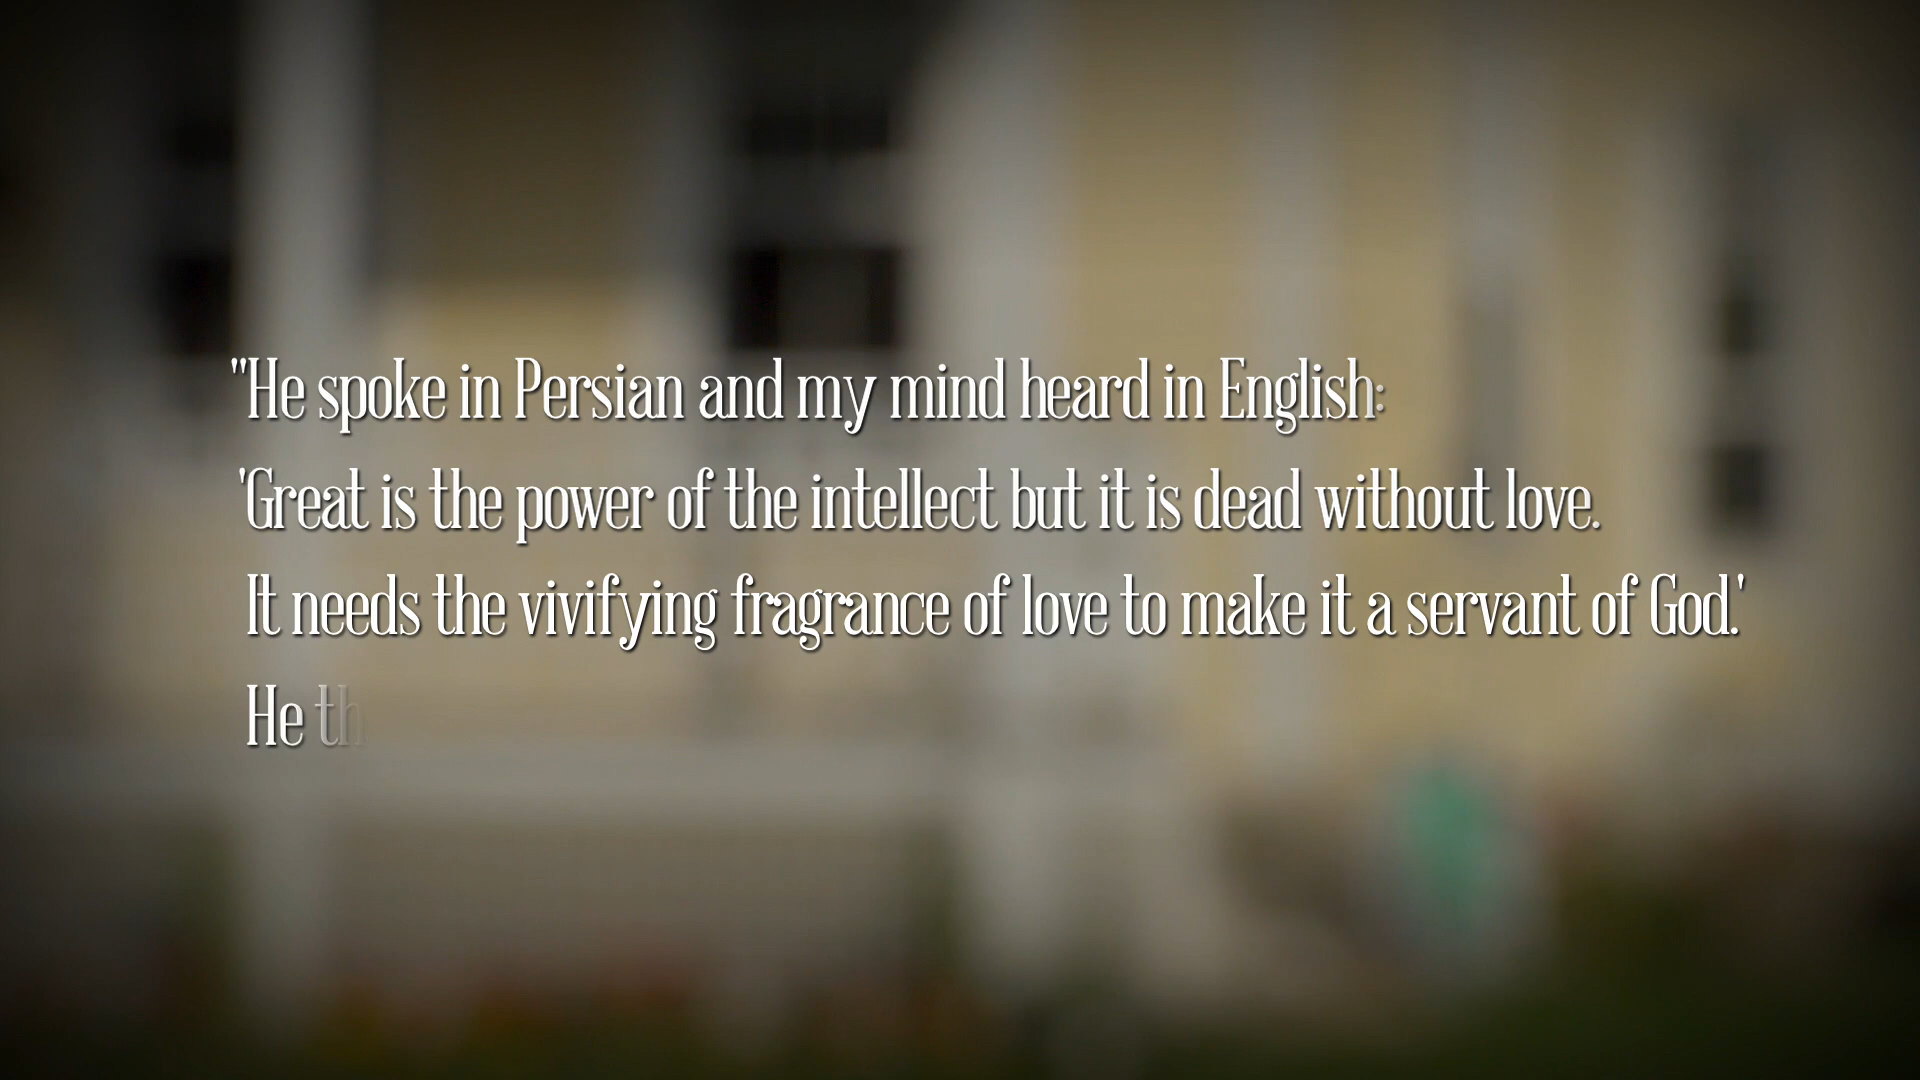 "He spoke in Persian and my mind heard in English:
'Great is the power of the intellect but it is dead without love.
It needs the vivifying fragrance of love to make it a servant of God.'
He